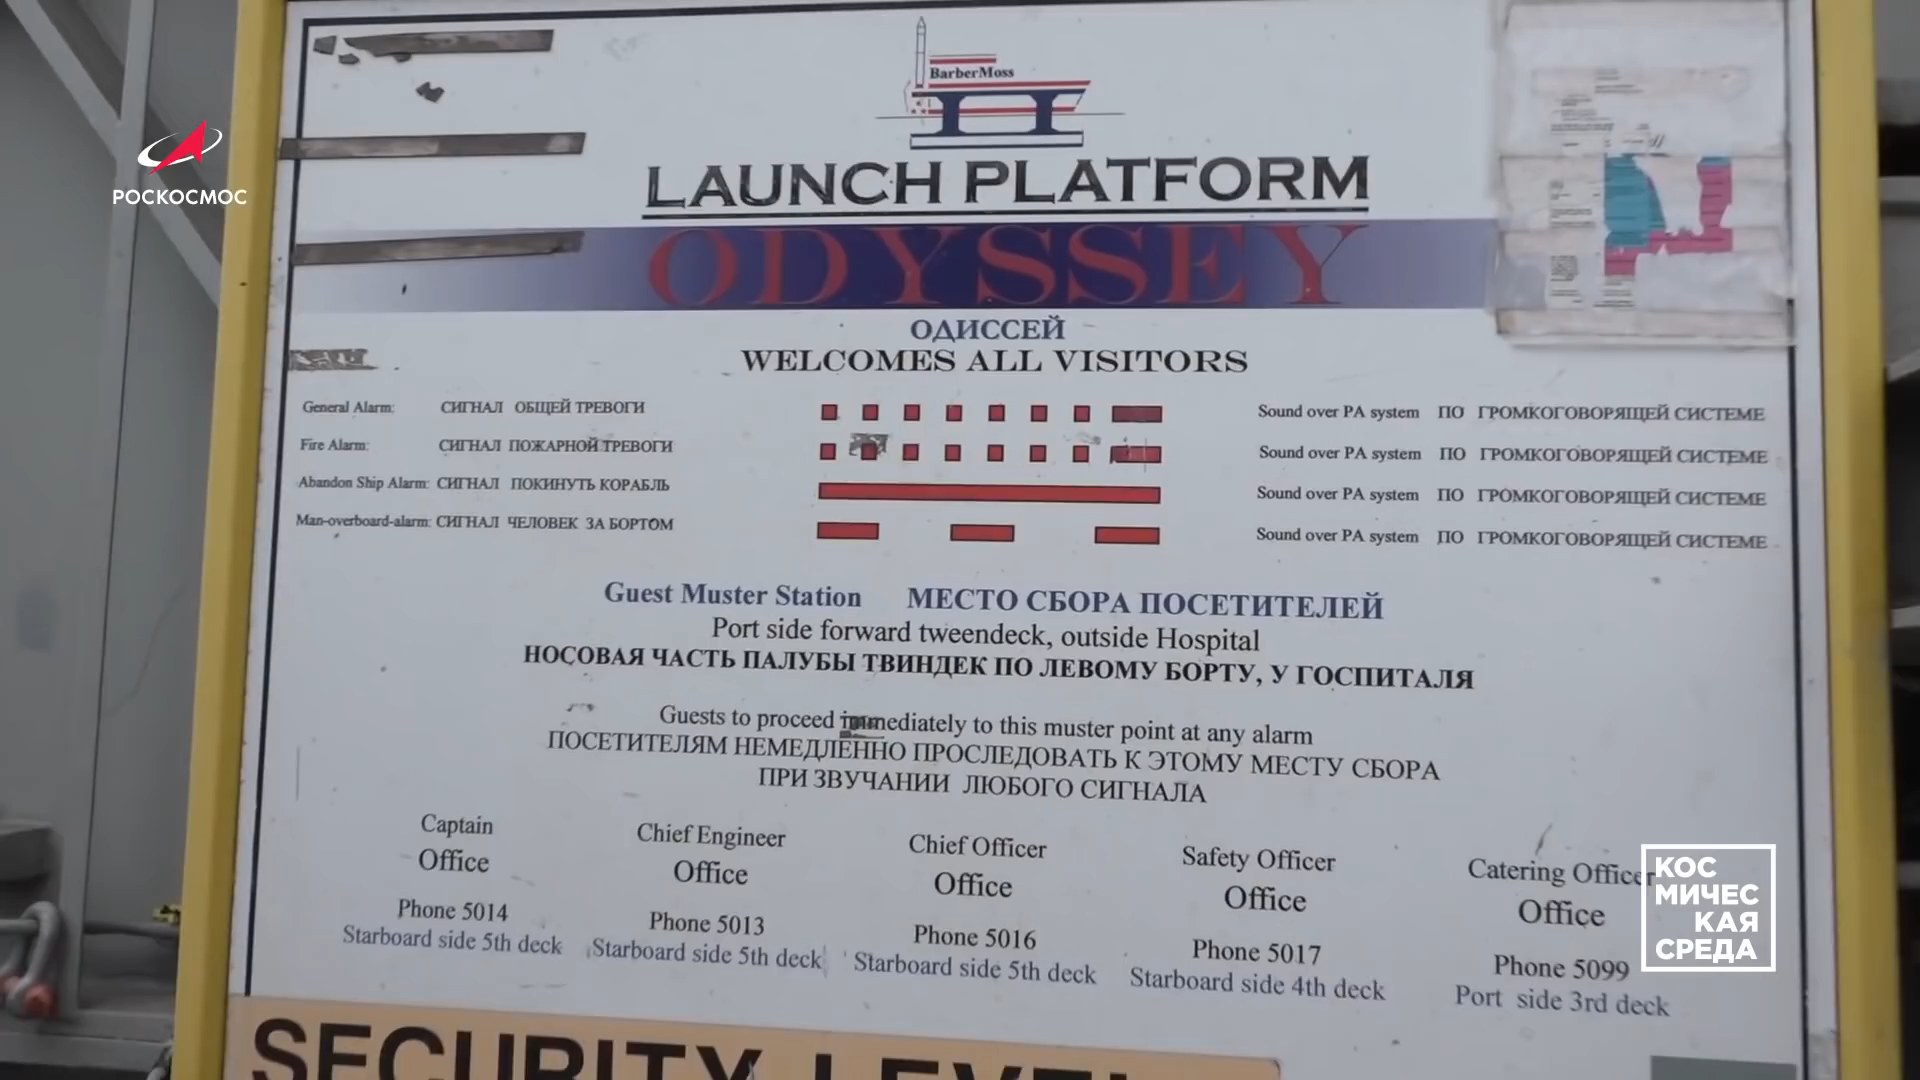 BarberMoss
РОСКОСМОС
LAUNCH PLATFORM
ODYSSEY
ОДИССЕЙ
WELCOMES ALL VISITORS
General Alarm: СИГНАЛ ОБЩЕЙ ТРЕВОГИ Sound over PA system ПО ГРОМКОГОВОРЯЩЕЙ СИСТЕМЕ
Fire Alarm: СИГНАЛ ПОЖАРНОЙ ТРЕВОГИ Sound over PA system ПО ГРОМКОГОВОРЯЩЕЙ СИСТЕМЕ
Abandon Ship Alarm: СИГНАЛ ПОКИНУТЬ КОРАБЛЬ Sound over PA system ПО ГРОМКОГОВОРЯЩЕЙ СИСТЕМЕ
Man-overboard-alarm: СИГНАЛ ЧЕЛОВЕК ЗА БОРТОМ Sound over PA system ПО ГРОМКОГОВОРЯЩЕЙ СИСТЕМЕ
Guest Muster Station МЕСТО СБОРА ПОСЕТИТЕЛЕЙ
Port side forward tweendeck, outside Hospital
НОСОВАЯ ЧАСТЬ ПАЛУБЫ ТВИНДЕК ПО ЛЕВОМУ БОРТУ, У ГОСПИТАЛЯ
Guests to proceed immediately to this muster point at any alarm
ПОСЕТИТЕЛЯМ НЕМЕДЛЕННО ПРОСЛЕДОВАТЬ К ЭТОМУ МЕСТУ СБОРА
ПРИ ЗВУЧАНИИ ЛЮБОГО СИГНАЛА
Captain
Office
Phone 5014
Starboard side 5th deck
Chief Engineer
Office
Phone 5013
Starboard side 5th deck
Chief Officer
Office
Phone 5016
Starboard side 5th deck
Safety Officer
Office
Phone 5017
Starboard side 4th deck
Catering Officer
Office
Phone 5099
Port side 3rd deck
КОС
МИЧЕС
КАЯ
СРЕДА
SECURITY LEVEL